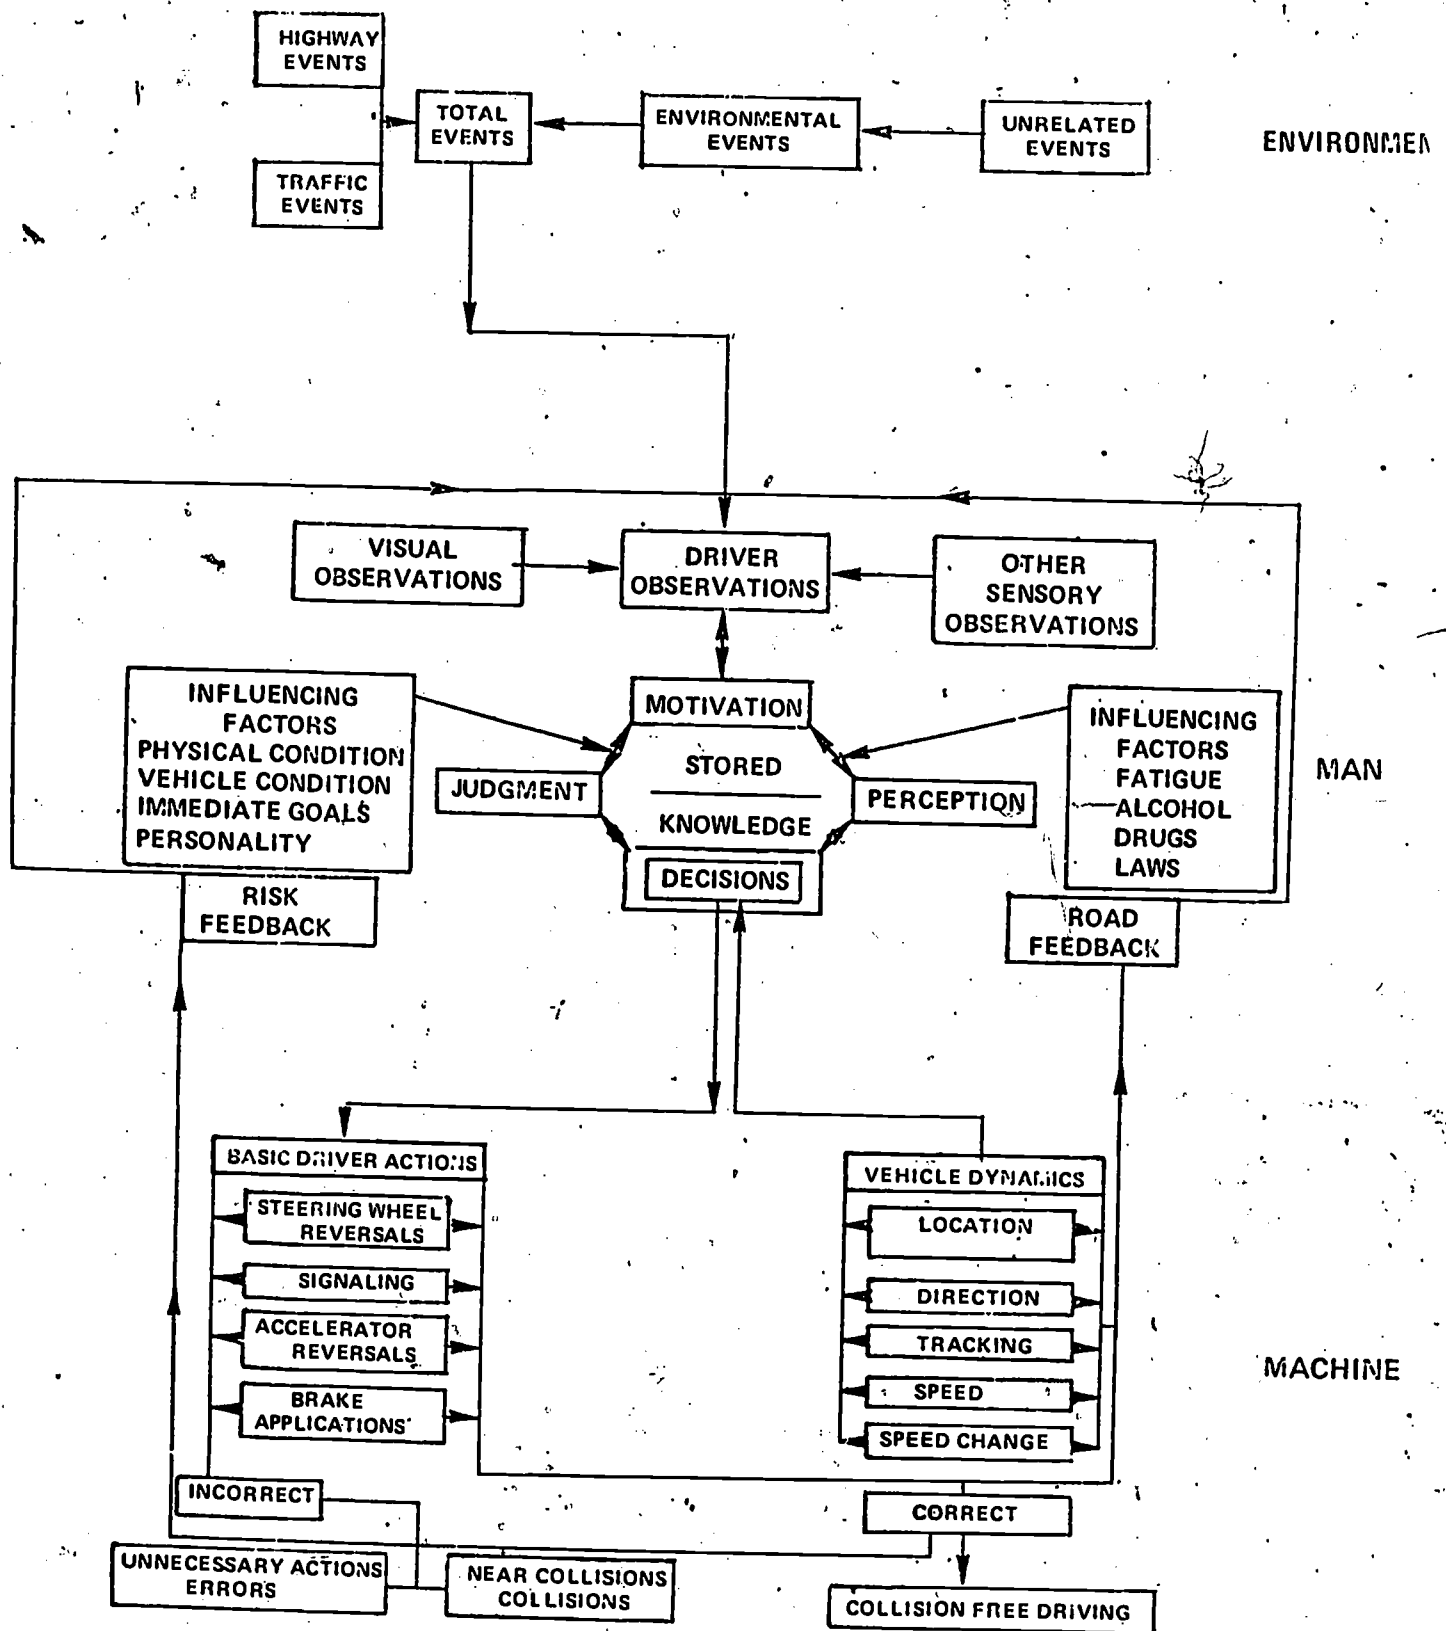 HIGHWAY
EVENTS
TOTAL
EVENTS
ENVIRONMENTAL
EVENTS
UNRELATED
EVENTS
ENVIRONMEN
TRAFFIC
EVENTS
VISUAL
OBSERVATIONS
DRIVER
OBSERVATIONS
OTHER
SENSORY
OBSERVATIONS
INFLUENCING
FACTORS
PHYSICAL CONDITION
VEHICLE CONDITION
IMMEDIATE GOALS
PERSONALITY
MOTIVATION
STORED
KNOWLEDGE
JUDGMENT
PERCEPTION
DECISIONS
INFLUENCING
FACTORS
FATIGUE
ALCOHOL
DRUGS
LAWS
MAN
RISK
FEEDBACK
ROAD
FEEDBACK
BASIC DRIVER ACTIONS
STEERING WHEEL
REVERSALS
SIGNALING
ACCELERATOR
REVERSALS
BRAKE
APPLICATIONS
VEHICLE DYNAMICS
LOCATION
DIRECTION
TRACKING
SPEED
SPEED CHANGE
MACHINE
INCORRECT
CORRECT
UNNECESSARY ACTIONS
ERRORS
NEAR COLLISIONS
COLLISIONS
COLLISION FREE DRIVING